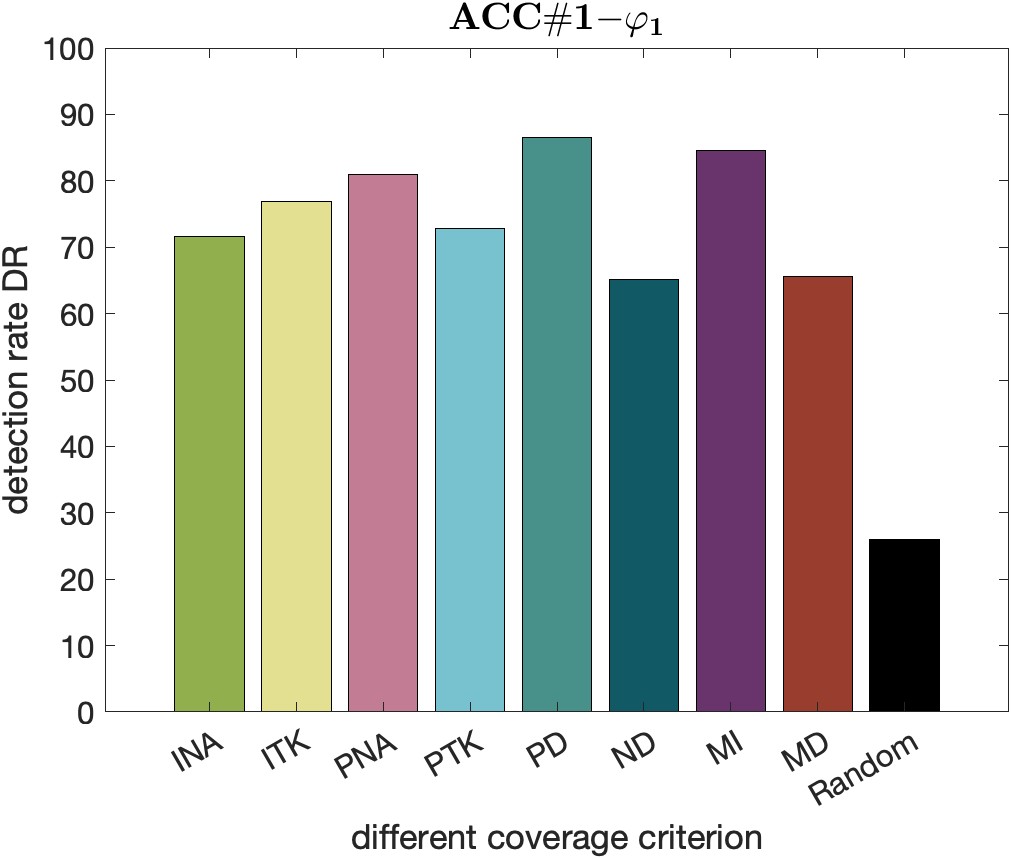 ACC#1−φ₁
100
90
80
70
60
50
40
30
20
10
0
detection rate DR
INA
ITK
PNA
PTK
PD
ND
MI
MD
Random
different coverage criterion